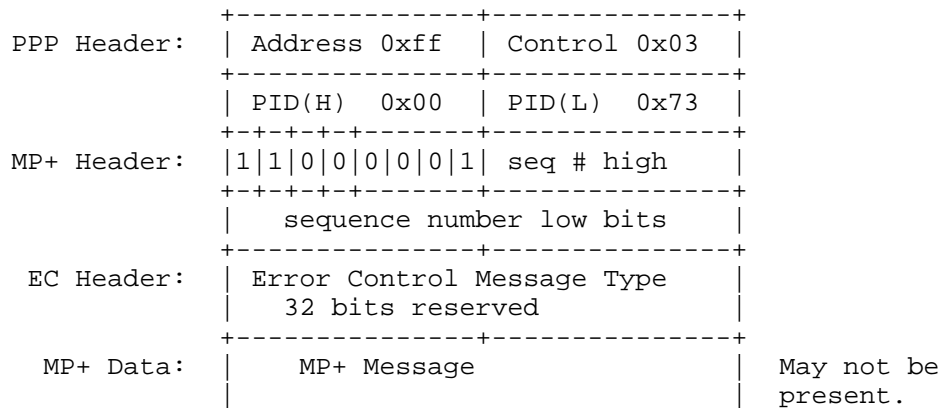 +---------------+---------------+
 PPP Header:  | Address 0xff  | Control 0x03  |
              +---------------+---------------+
              | PID(H)  0x00  | PID(L)  0x73  |
              +-+-+-+-+-------+---------------+
 MP+ Header:  |1|1|0|0|0|0|0|1| seq # high    |
              +-+-+-+-+-------+---------------+
              |   sequence number low bits    |
              +---------------+---------------+
  EC Header:  | Error Control Message Type    |
              |   32 bits reserved            |
              +---------------+---------------+
   MP+ Data:  |    MP+ Message                |  May not be
              |                               |  present.